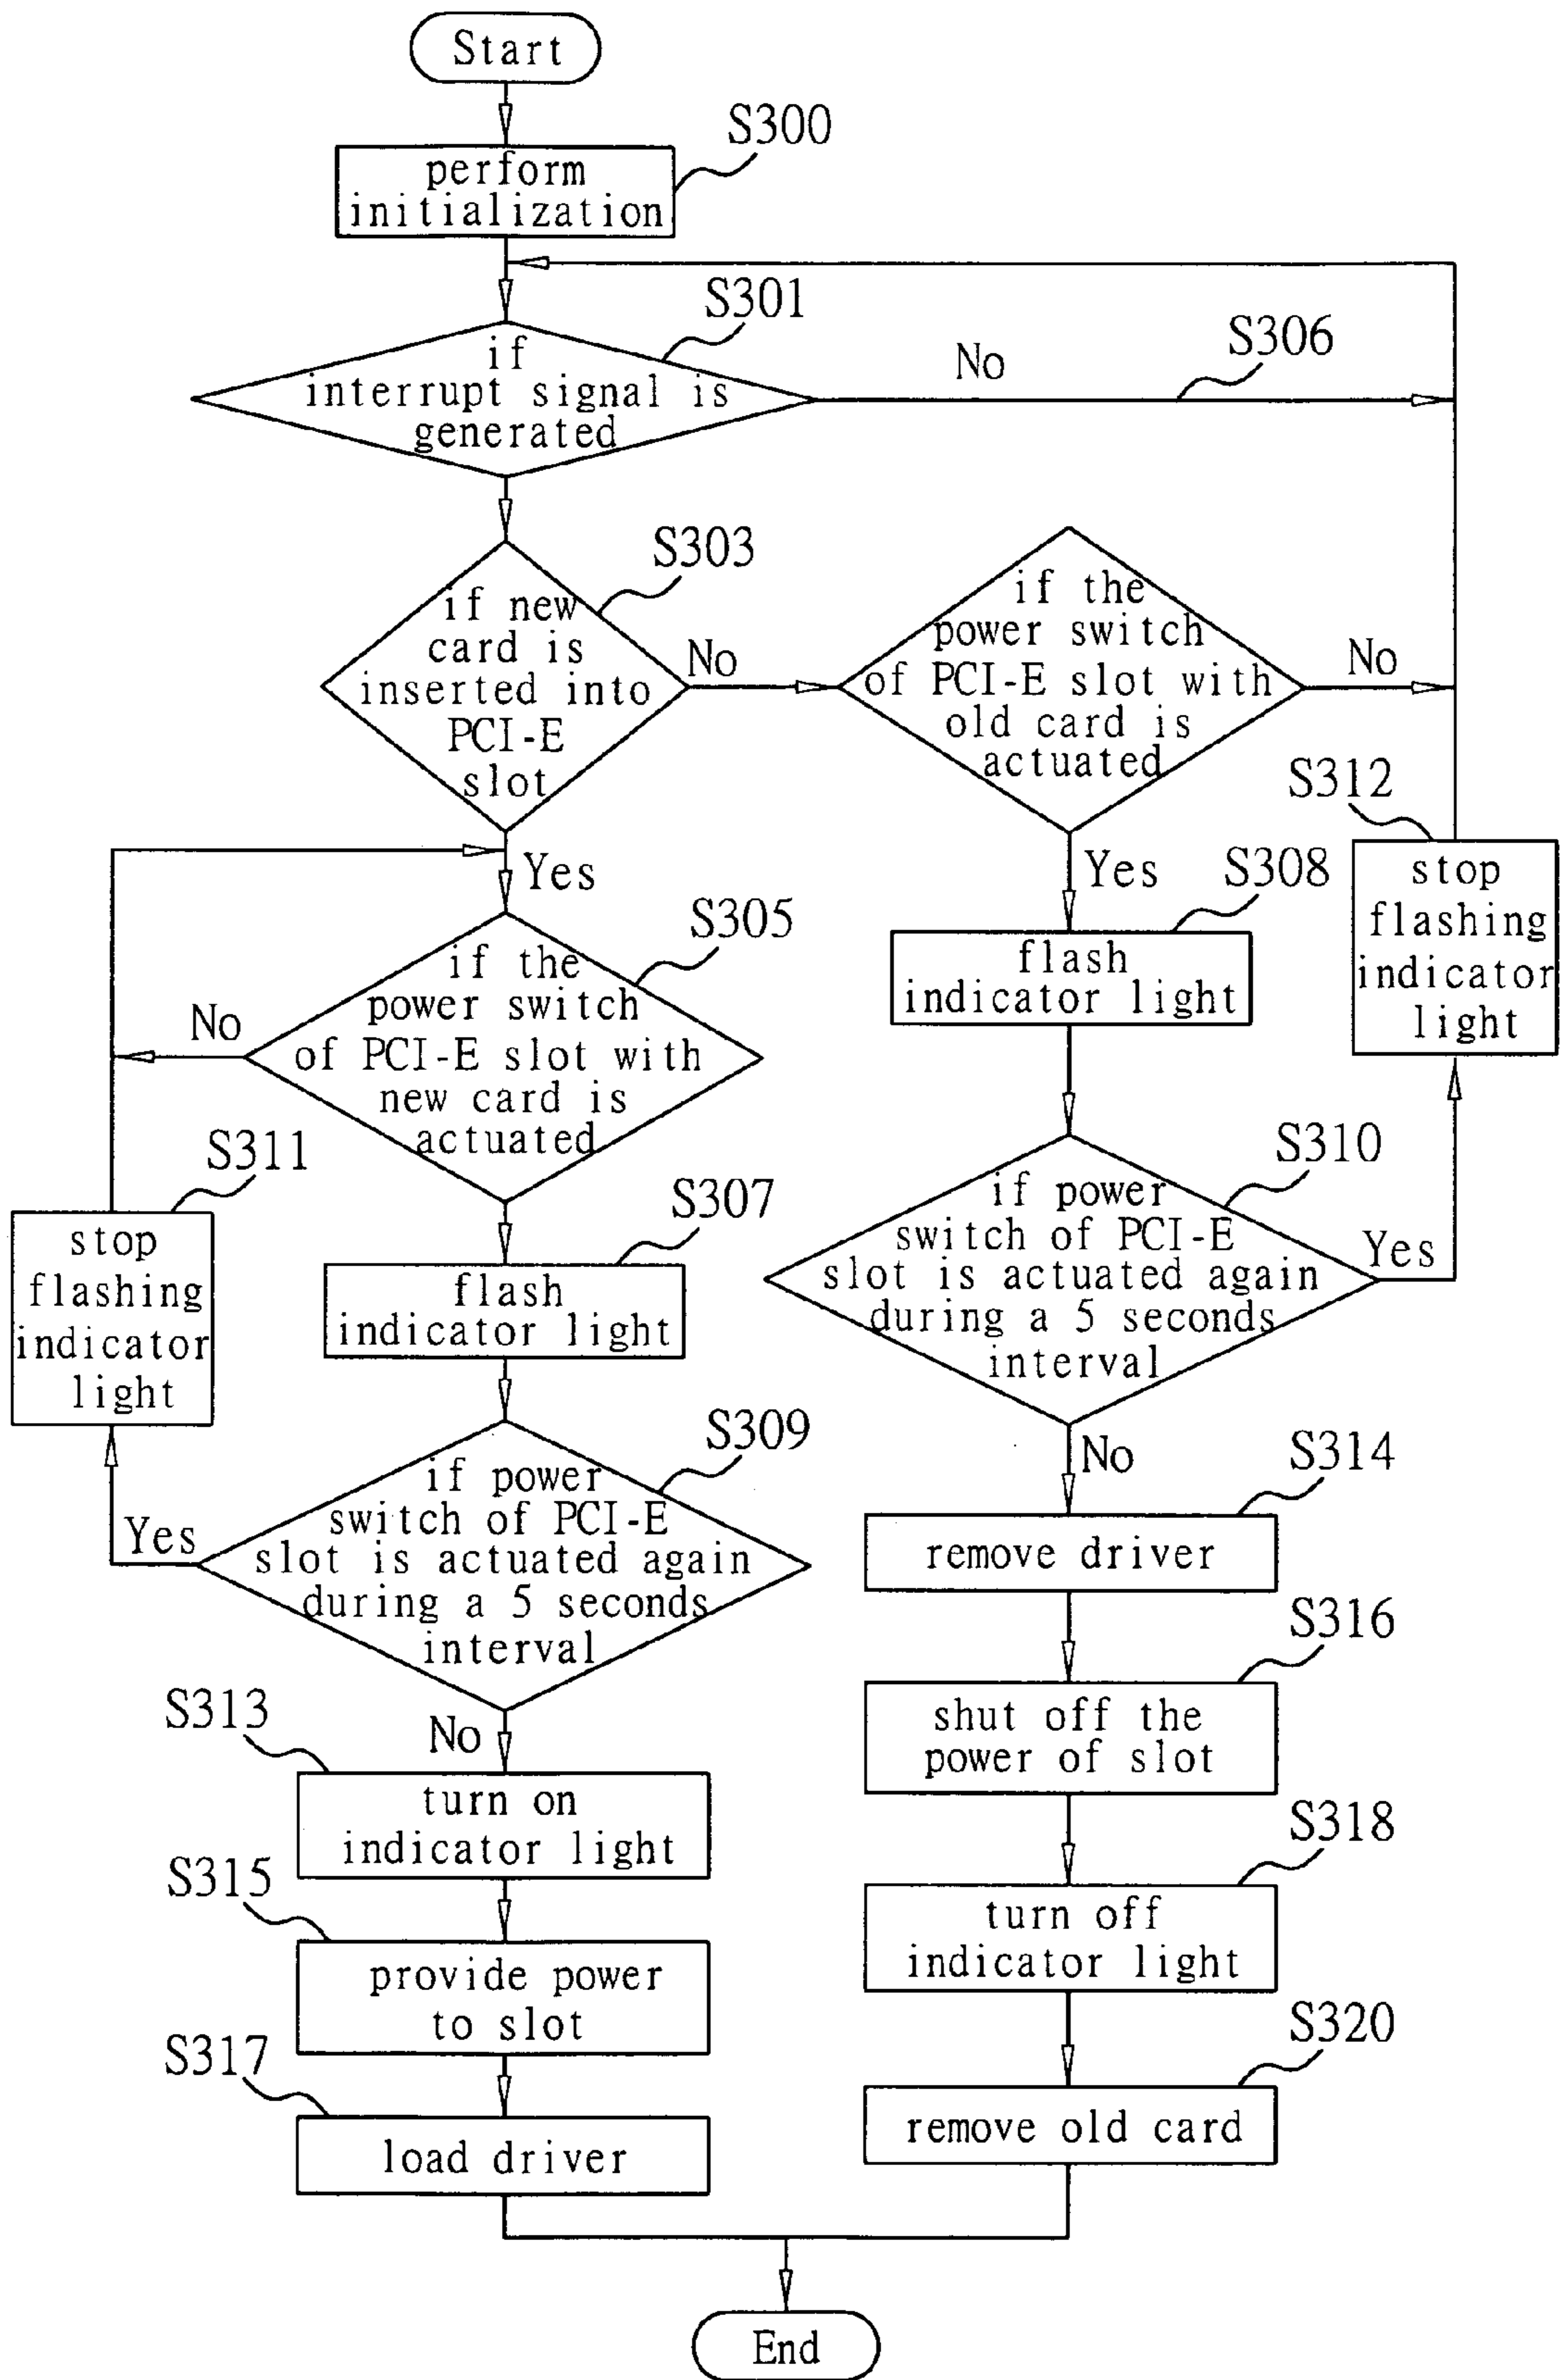 Start
S300
perform
initialization
S301
if
interrupt signal is
generated
No
S306
S303
if new
card is
inserted into
PCI-E
slot
No
if the
power switch
of PCI-E slot with
old card is
actuated
No
S312
stop
flashing
indicator
light
Yes
Yes
S308
flash
indicator light
S305
if the
power switch
of PCI-E slot with
new card is
actuated
No
S311
stop
flashing
indicator
light
S307
flash
indicator light
S310
if power
switch of PCI-E
slot is actuated again
during a 5 seconds
interval
Yes
S309
if power
switch of PCI-E
slot is actuated again
during a 5 seconds
interval
Yes
No
S314
remove driver
S316
shut off the
power of slot
S313
No
turn on
indicator light
S318
turn off
indicator light
S315
provide power
to slot
S320
remove old card
S317
load driver
End